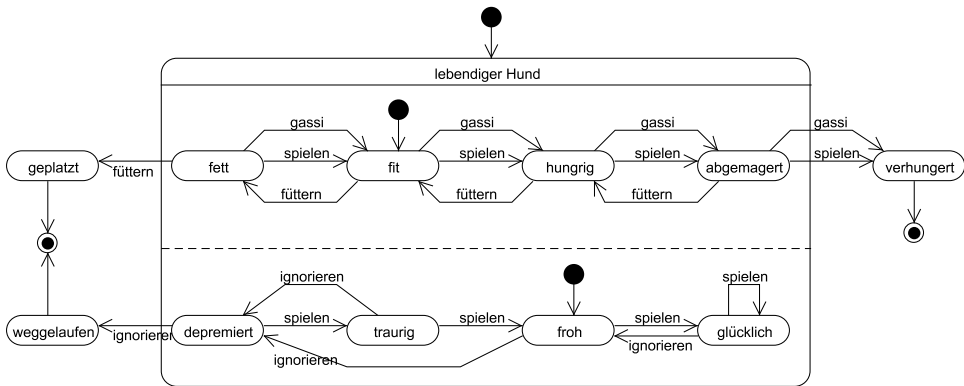 lebendiger Hund
gassi
gassi
gassi
gassi
geplatzt
füttern
fett
spielen
fit
spielen
hungrig
spielen
abgemagert
spielen
verhungert
füttern
füttern
füttern
ignorieren
spielen
weggelaufen
ignorieren
depremiert
spielen
traurig
spielen
froh
spielen
glücklich
ignorieren
ignorieren